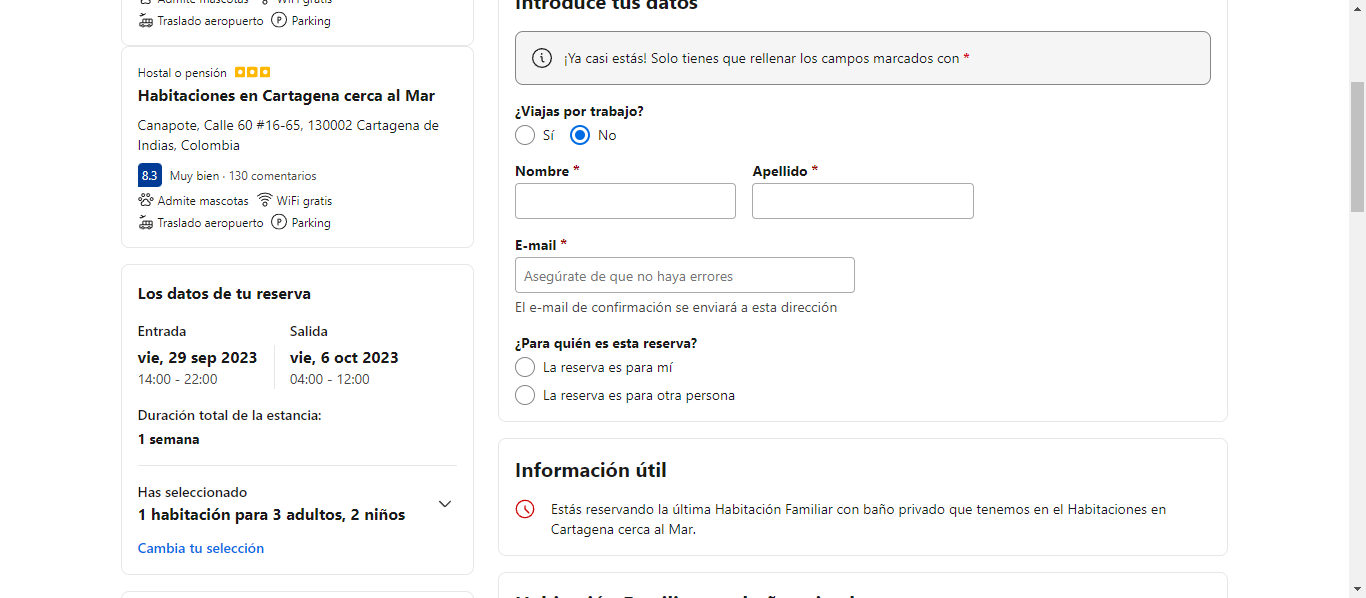 Admite mascotas WiFi gratis
Traslado aeropuerto P Parking
Hostal o pensión
Habitaciones en Cartagena cerca al Mar
Canapote, Calle 60 #16-65, 130002 Cartagena de
Indias, Colombia
8.3 Muy bien · 130 comentarios
Admite mascotas WiFi gratis
Traslado aeropuerto P Parking
Los datos de tu reserva
Entrada Salida
vie, 29 sep 2023 vie, 6 oct 2023
14:00 - 22:00 04:00 - 12:00
Duración total de la estancia:
1 semana
Has seleccionado
1 habitación para 3 adultos, 2 niños
Cambia tu selección
Introduce tus datos
¡Ya casi estás! Solo tienes que rellenar los campos marcados con *
¿Viajas por trabajo?
Sí No
Nombre * Apellido *
E-mail *
Asegúrate de que no haya errores
El e-mail de confirmación se enviará a esta dirección
¿Para quién es esta reserva?
La reserva es para mí
La reserva es para otra persona
Información útil
Estás reservando la última Habitación Familiar con baño privado que tenemos en el Habitaciones en
Cartagena cerca al Mar.